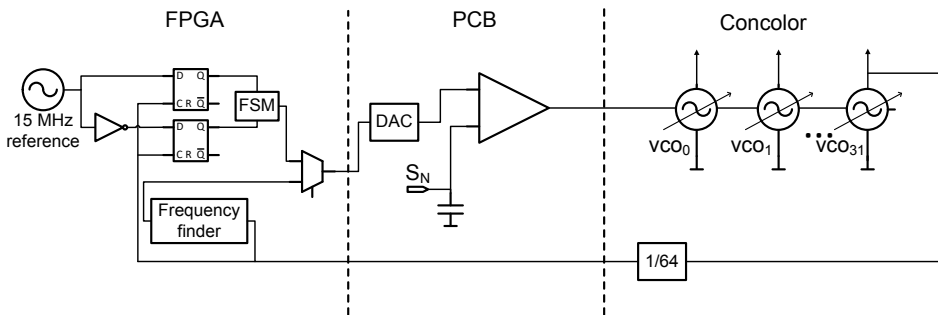 FPGA
PCB
Concolor
D Q
C R Q
D Q
C R Q
FSM
15 MHz
reference
DAC
S_N
vco_0
vco_1
vco_31
Frequency
finder
1/64